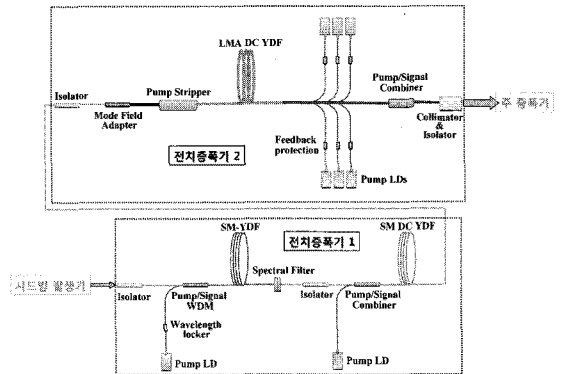 LMA DC YDF
Isolator
Pump Stripper
Pump/Signal
Combiner
Mode Field
Adapter
Collimator
&
Isolator
주 증폭기
Feedback
protection
전치증폭기 2
Pump LDs
SM-YDF
전치증폭기 1
SM DC YDF
Spectral Filter
시드빔 발생기
Isolator
Pump/Signal
WDM
Isolator
Pump/Signal
Combiner
Wavelength
locker
Pump LD
Pump LD